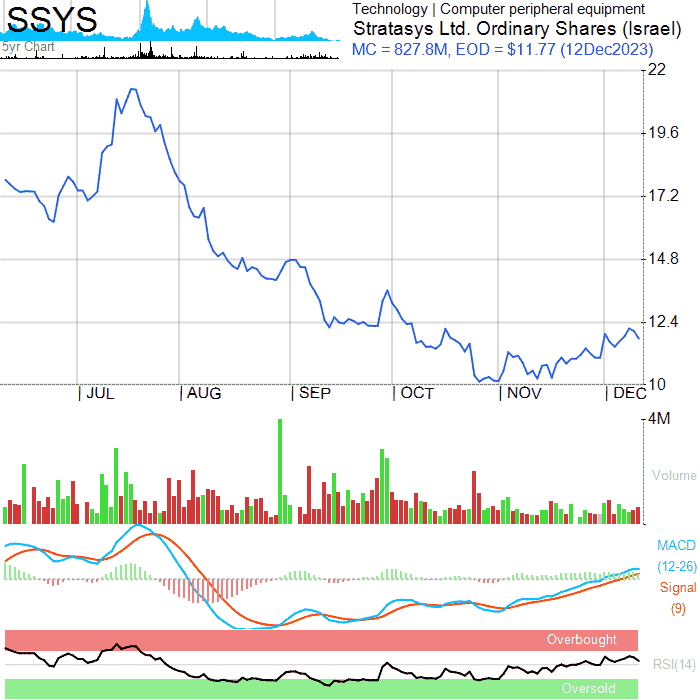 SSYS
5yr Chart
Technology | Computer peripheral equipment
Stratasys Ltd. Ordinary Shares (Israel)
MC = 827.8M, EOD = $11.77 (12Dec2023)
22
19.6
17.2
14.8
12.4
10
JUL AUG SEP OCT NOV DEC
4M
Volume
MACD
(12-26)
Signal
(9)
Overbought
RSI(14)
Oversold